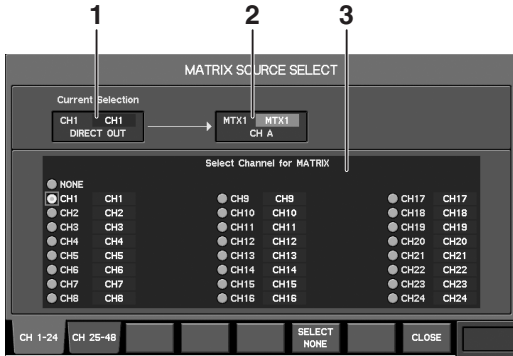 1 2 3
MATRIX SOURCE SELECT
Current Selection
CH1 CH1 MTX1 MTX1
DIRECT OUT CH A
Select Channel for MATRIX
NONE
CH1 CH1 CH9 CH9 CH17 CH17
CH2 CH2 CH10 CH10 CH18 CH18
CH3 CH3 CH11 CH11 CH19 CH19
CH4 CH4 CH12 CH12 CH20 CH20
CH5 CH5 CH13 CH13 CH21 CH21
CH6 CH6 CH14 CH14 CH22 CH22
CH7 CH7 CH15 CH15 CH23 CH23
CH8 CH8 CH16 CH16 CH24 CH24
CH 1-24 CH 25-48 SELECT NONE CLOSE